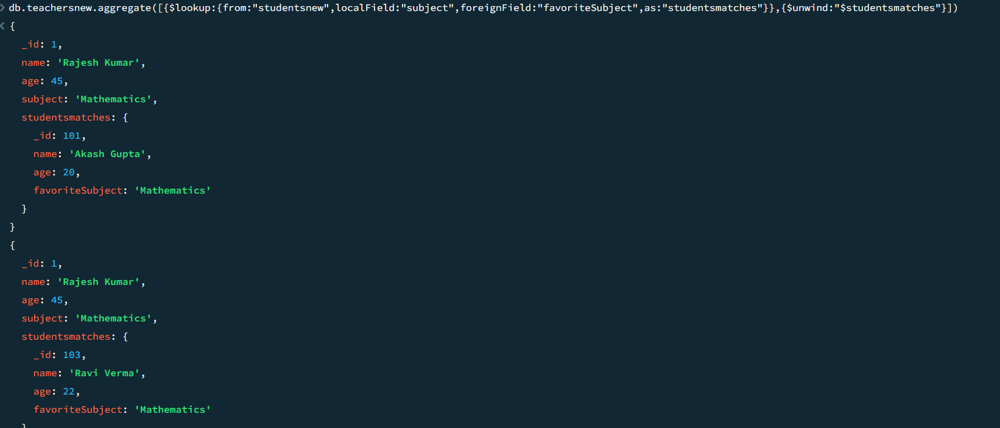 > db.teachersnew.aggregate([{$lookup:{from:"studentsnew",localField:"subject",foreignField:"favoriteSubject",as:"studentsmatches"}},{$unwind:"$studentsmatches"}])
< {
_id: 1,
name: 'Rajesh Kumar',
age: 45,
subject: 'Mathematics',
studentsmatches: {
_id: 101,
name: 'Akash Gupta',
age: 20,
favoriteSubject: 'Mathematics'
}
}
{
_id: 1,
name: 'Rajesh Kumar',
age: 45,
subject: 'Mathematics',
studentsmatches: {
_id: 103,
name: 'Ravi Verma',
age: 22,
favoriteSubject: 'Mathematics'
}